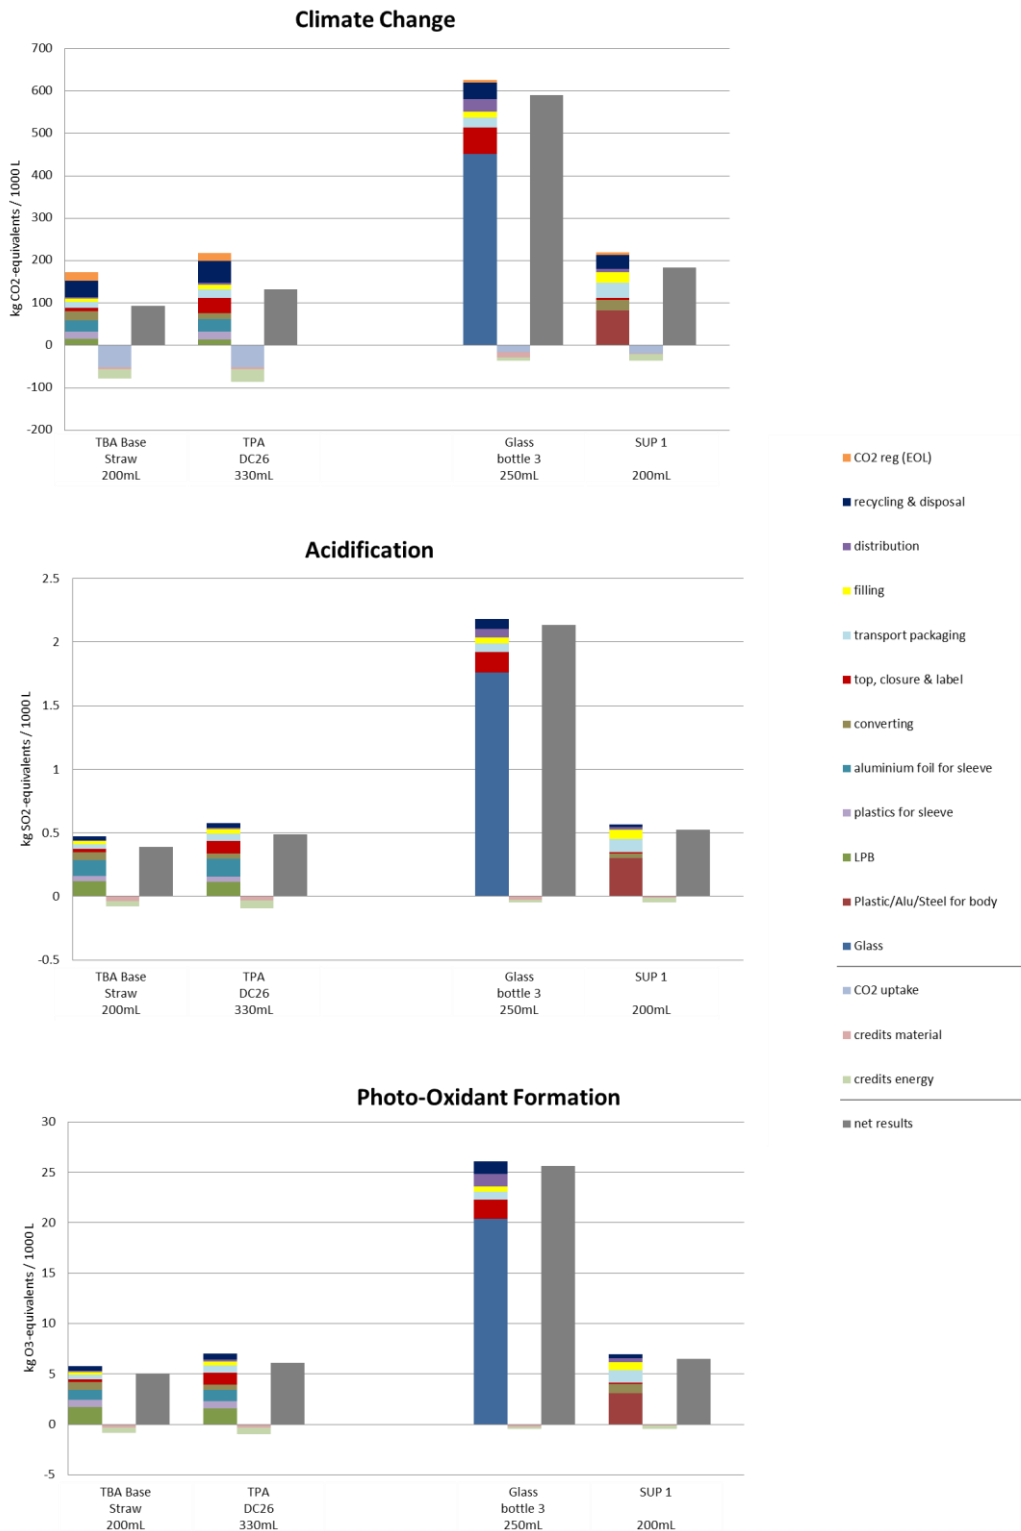 Climate Change
kg CO2-equivalents / 1000 L
700
600
500
400
300
200
100
0
-100
-200
TBA Base
Straw
200mL
TPA
DC26
330mL
Glass
bottle 3
250mL
SUP 1
200mL
CO2 reg (EOL)
recycling & disposal
distribution
filling
transport packaging
top, closure & label
converting
aluminium foil for sleeve
plastics for sleeve
LPB
Plastic/Alu/Steel for body
Glass
CO2 uptake
credits material
credits energy
net results
Acidification
kg SO2-equivalents / 1000 L
2.5
2
1.5
1
0.5
0
-0.5
TBA Base
Straw
200mL
TPA
DC26
330mL
Glass
bottle 3
250mL
SUP 1
200mL
Photo-Oxidant Formation
kg O3-equivalents / 1000 L
30
25
20
15
10
5
0
-5
TBA Base
Straw
200mL
TPA
DC26
330mL
Glass
bottle 3
250mL
SUP 1
200mL